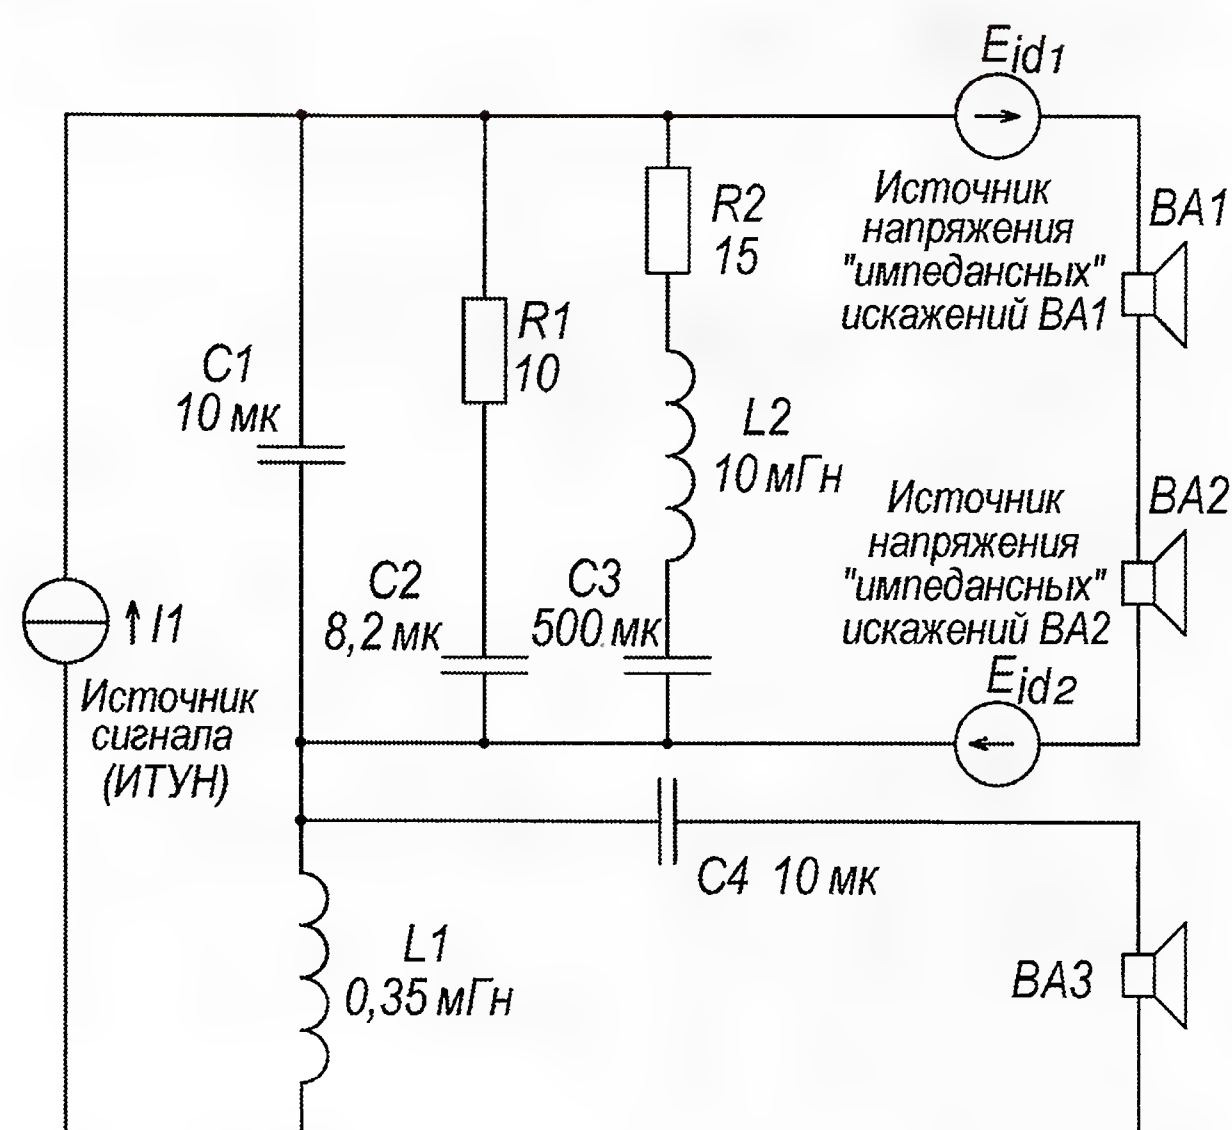 Eid1
Источник
напряжения
"импедансных"
искажений BA1
BA1
R2
15
R1
10
C1
10 мк
L2
10 мГн
Источник
напряжения
"импедансных"
искажений BA2
BA2
C2
8,2 мк
C3
500 мк
I1
Источник
сигнала
(ИТУН)
Eid2
C4 10 мк
L1
0,35 мГн
BA3